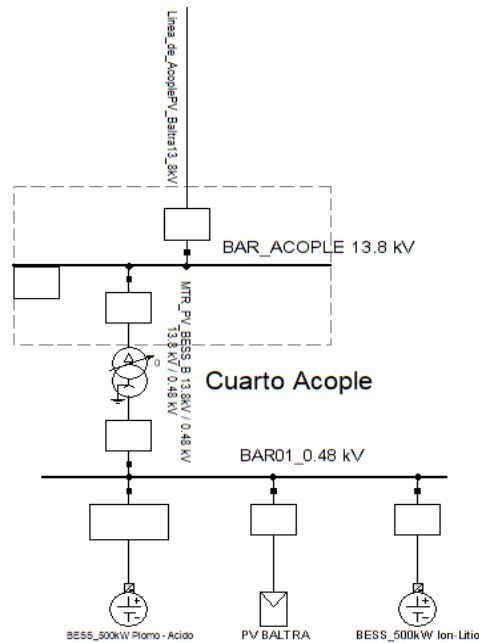 Linea_de_AcoplePV_Baltra13_8kV
BAR_ACOPLE 13.8 kV
MTR_PV_BESS_B 13.8kV / 0.48 kV
13.8 kV / 0.48 kV
0
Cuarto Acople
BAR01_0.48 kV
BESS_500kW Plomo - Acido
PV BALTRA
BESS_500kW Ion-Litio